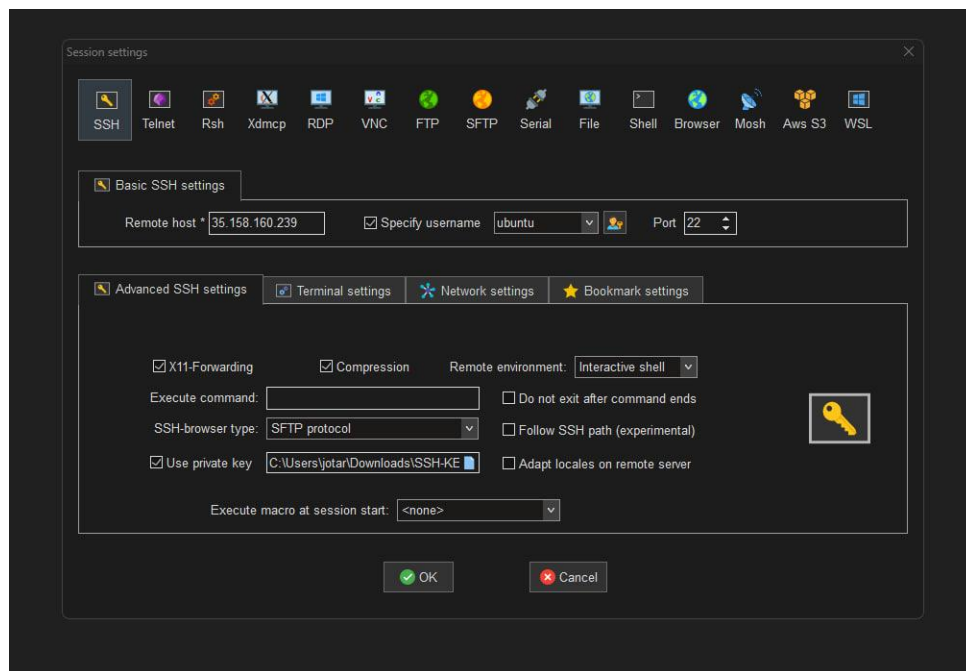 Session settings
SSH Telnet Rsh Xdmcp RDP VNC FTP SFTP Serial File Shell Browser Mosh Aws S3 WSL
Basic SSH settings
Remote host * 35.158.160.239 Specify username ubuntu Port 22
Advanced SSH settings Terminal settings Network settings Bookmark settings
X11-Forwarding Compression Remote environment: Interactive shell
Execute command: Do not exit after command ends
SSH-browser type: SFTP protocol Follow SSH path (experimental)
Use private key C:\Users\jotar\Downloads\SSH-KE Adapt locales on remote server
Execute macro at session start: <none>
OK Cancel